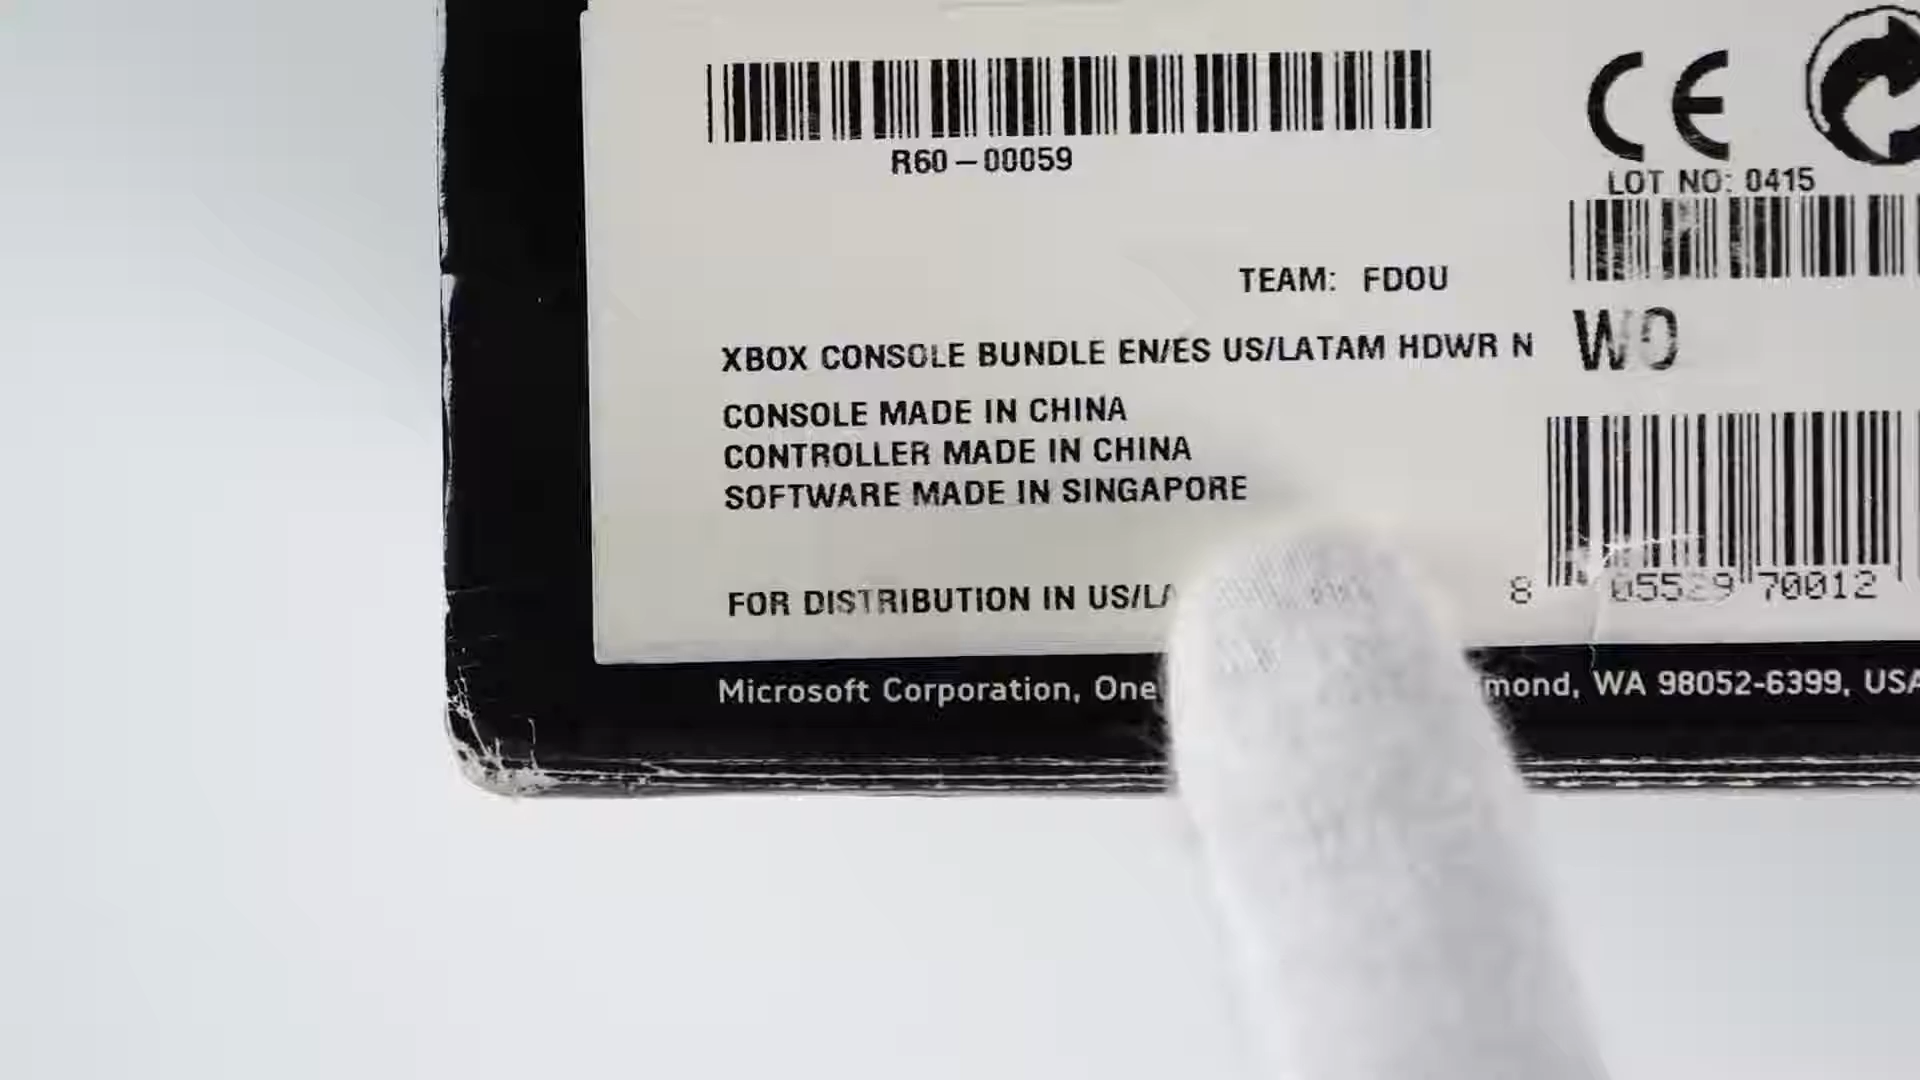 R60-00059
CE
LOT NO: 0415
TEAM: FDOU
XBOX CONSOLE BUNDLE EN/ES US/LATAM HDWR N
WO
CONSOLE MADE IN CHINA
CONTROLLER MADE IN CHINA
SOFTWARE MADE IN SINGAPORE
FOR DISTRIBUTION IN US/LA
8 05529 70012
Microsoft Corporation, One mond, WA 98052-6399, USA